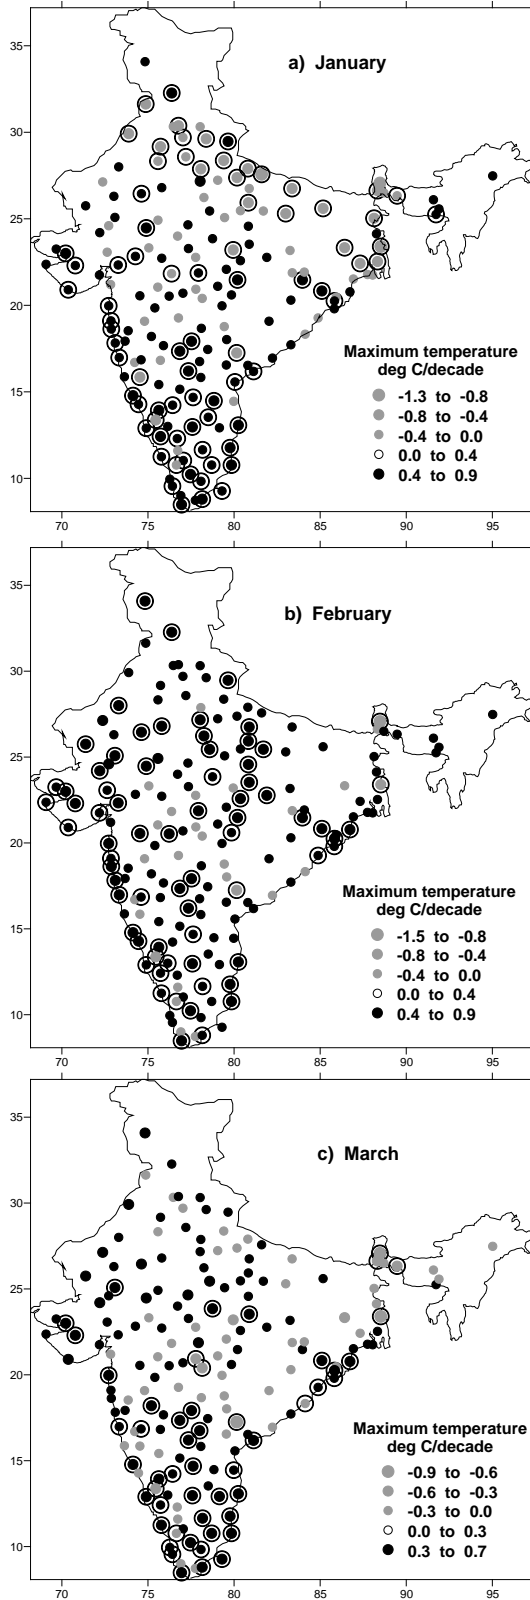 35
a) January
30
25
20
Maximum temperature
deg C/decade
-1.3 to -0.8
-0.8 to -0.4
-0.4 to 0.0
0.0 to 0.4
0.4 to 0.9
15
10
70 75 80 85 90 95
35
b) February
30
25
20
Maximum temperature
deg C/decade
-1.5 to -0.8
-0.8 to -0.4
-0.4 to 0.0
0.0 to 0.4
0.4 to 0.9
15
10
70 75 80 85 90 95
35
c) March
30
25
20
Maximum temperature
deg C/decade
-0.9 to -0.6
-0.6 to -0.3
-0.3 to 0.0
0.0 to 0.3
0.3 to 0.7
15
10
70 75 80 85 90 95